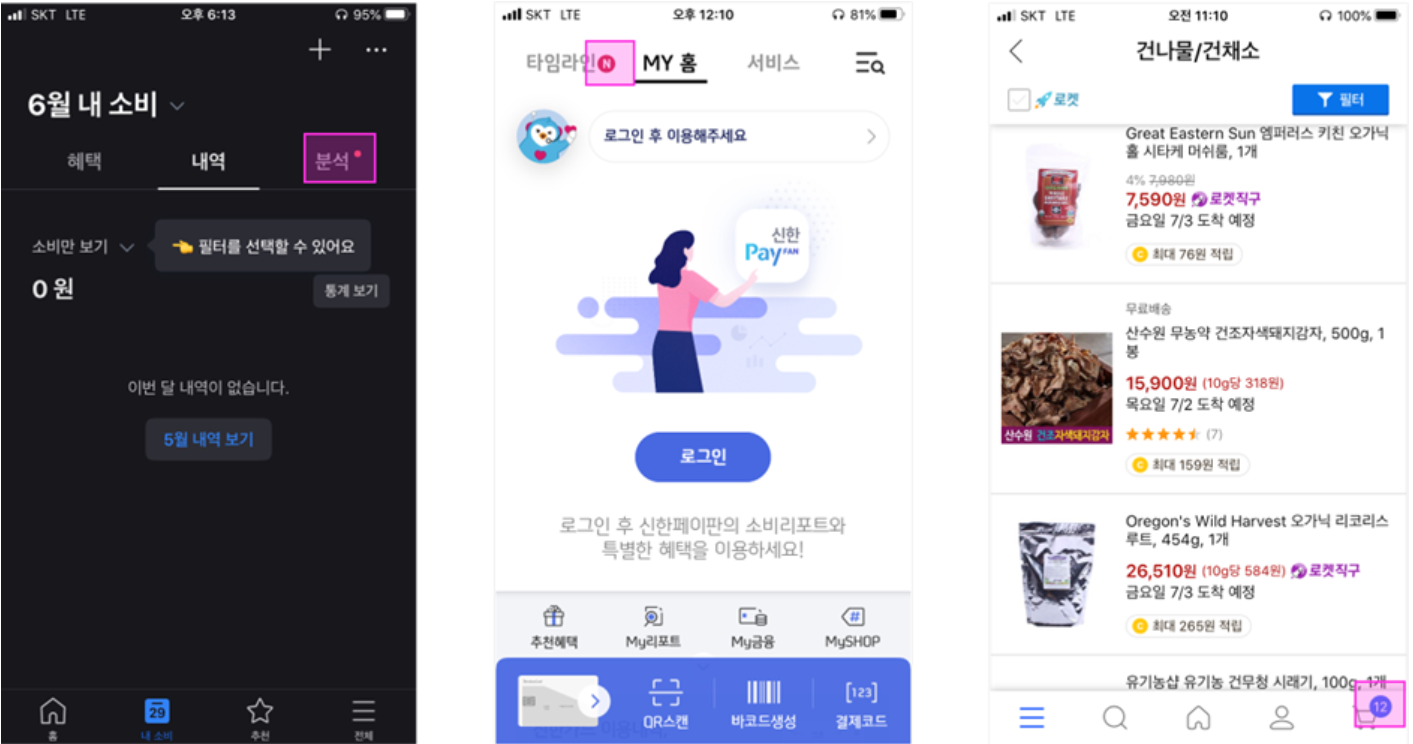 SKT LTE 오후 6:13 95%
6월 내 소비
혜택 내역 분석
소비만 보기 필터를 선택할 수 있어요
0 원 통계 보기
이번 달 내역이 없습니다.
5월 내역 보기
29
홈 내 소비 추천 전체
SKT LTE 오후 12:10 81%
타임라인 N MY 홈 서비스
로그인 후 이용해주세요
신한
Pay FAN
로그인
로그인 후 신한페이판의 소비리포트와
특별한 혜택을 이용하세요!
추천혜택 My리포트 My금융 MySHOP
[123]
QR스캔 바코드생성 결제코드
SKT LTE 오전 11:10 100%
건나물/건채소
로켓 필터
Great Eastern Sun 엠퍼러스 키친 오가닉
홀 시타케 머쉬룸, 1개
4% 7,980원
7,590원 로켓직구
금요일 7/3 도착 예정
C 최대 76원 적립
무료배송
산수원 무농약 건조자색돼지감자, 500g, 1
봉
15,900원 (10g당 318원)
목요일 7/2 도착 예정
산수원 건조자색돼지감자
(7)
C 최대 159원 적립
Oregon's Wild Harvest 오가닉 리코리스
루트, 454g, 1개
26,510원 (10g당 584원) 로켓직구
금요일 7/3 도착 예정
C 최대 265원 적립
유기농샵 유기농 건무청 시래기, 100g, 1개
12